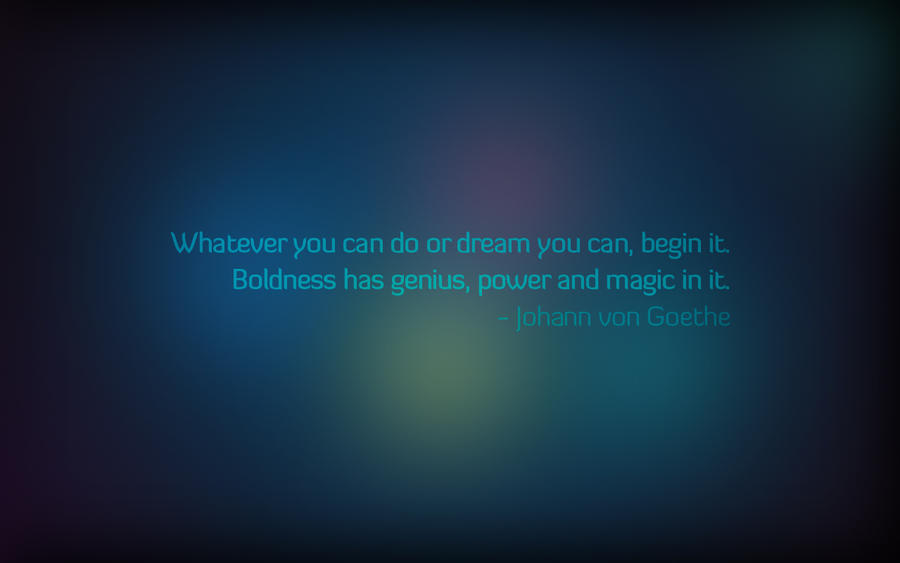 Whatever you can do or dream you can, begin it.
Boldness has genius, power and magic in it.
- Johann von Goethe